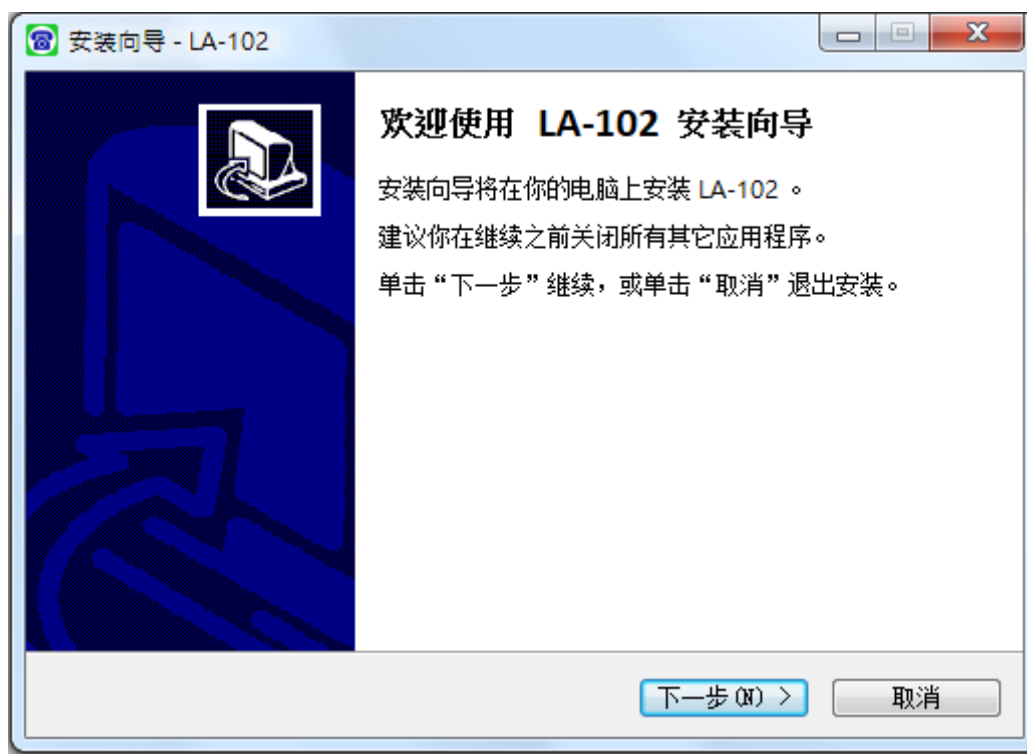 安装向导 - LA-102
欢迎使用 LA-102 安装向导
安装向导将在你的电脑上安装 LA-102 。
建议你在继续之前关闭所有其它应用程序。
单击“下一步”继续，或单击“取消”退出安装。
下一步(N) >
取消